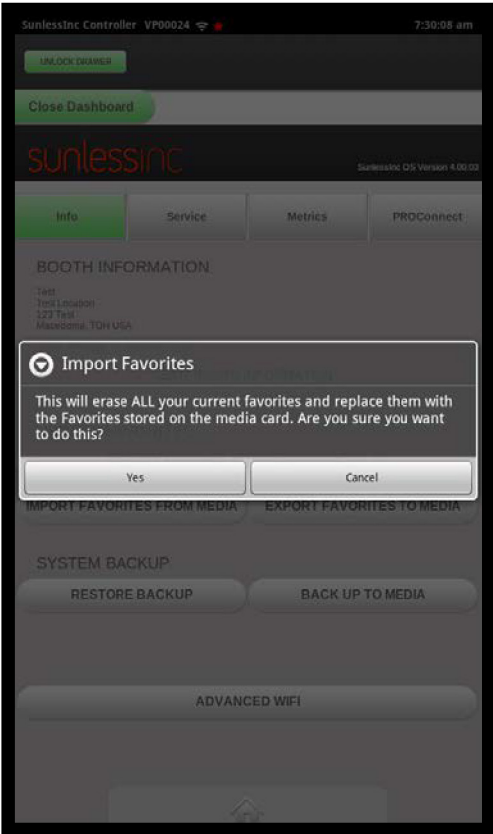 SunlessInc Controller VP00024 7:30:08 am
UNLOCK DRAWER
Close Dashboard
sunlessinc
SunlessInc OS Version 4.00.03
Info Service Metrics PROConnect
BOOTH INFORMATION
Test
Test Location
123 Test
Macedonia, TOH USA
Import Favorites
This will erase ALL your current favorites and replace them with
the Favorites stored on the media card. Are you sure you want
to do this?
Yes Cancel
IMPORT FAVORITES FROM MEDIA EXPORT FAVORITES TO MEDIA
SYSTEM BACKUP
RESTORE BACKUP BACK UP TO MEDIA
ADVANCED WIFI